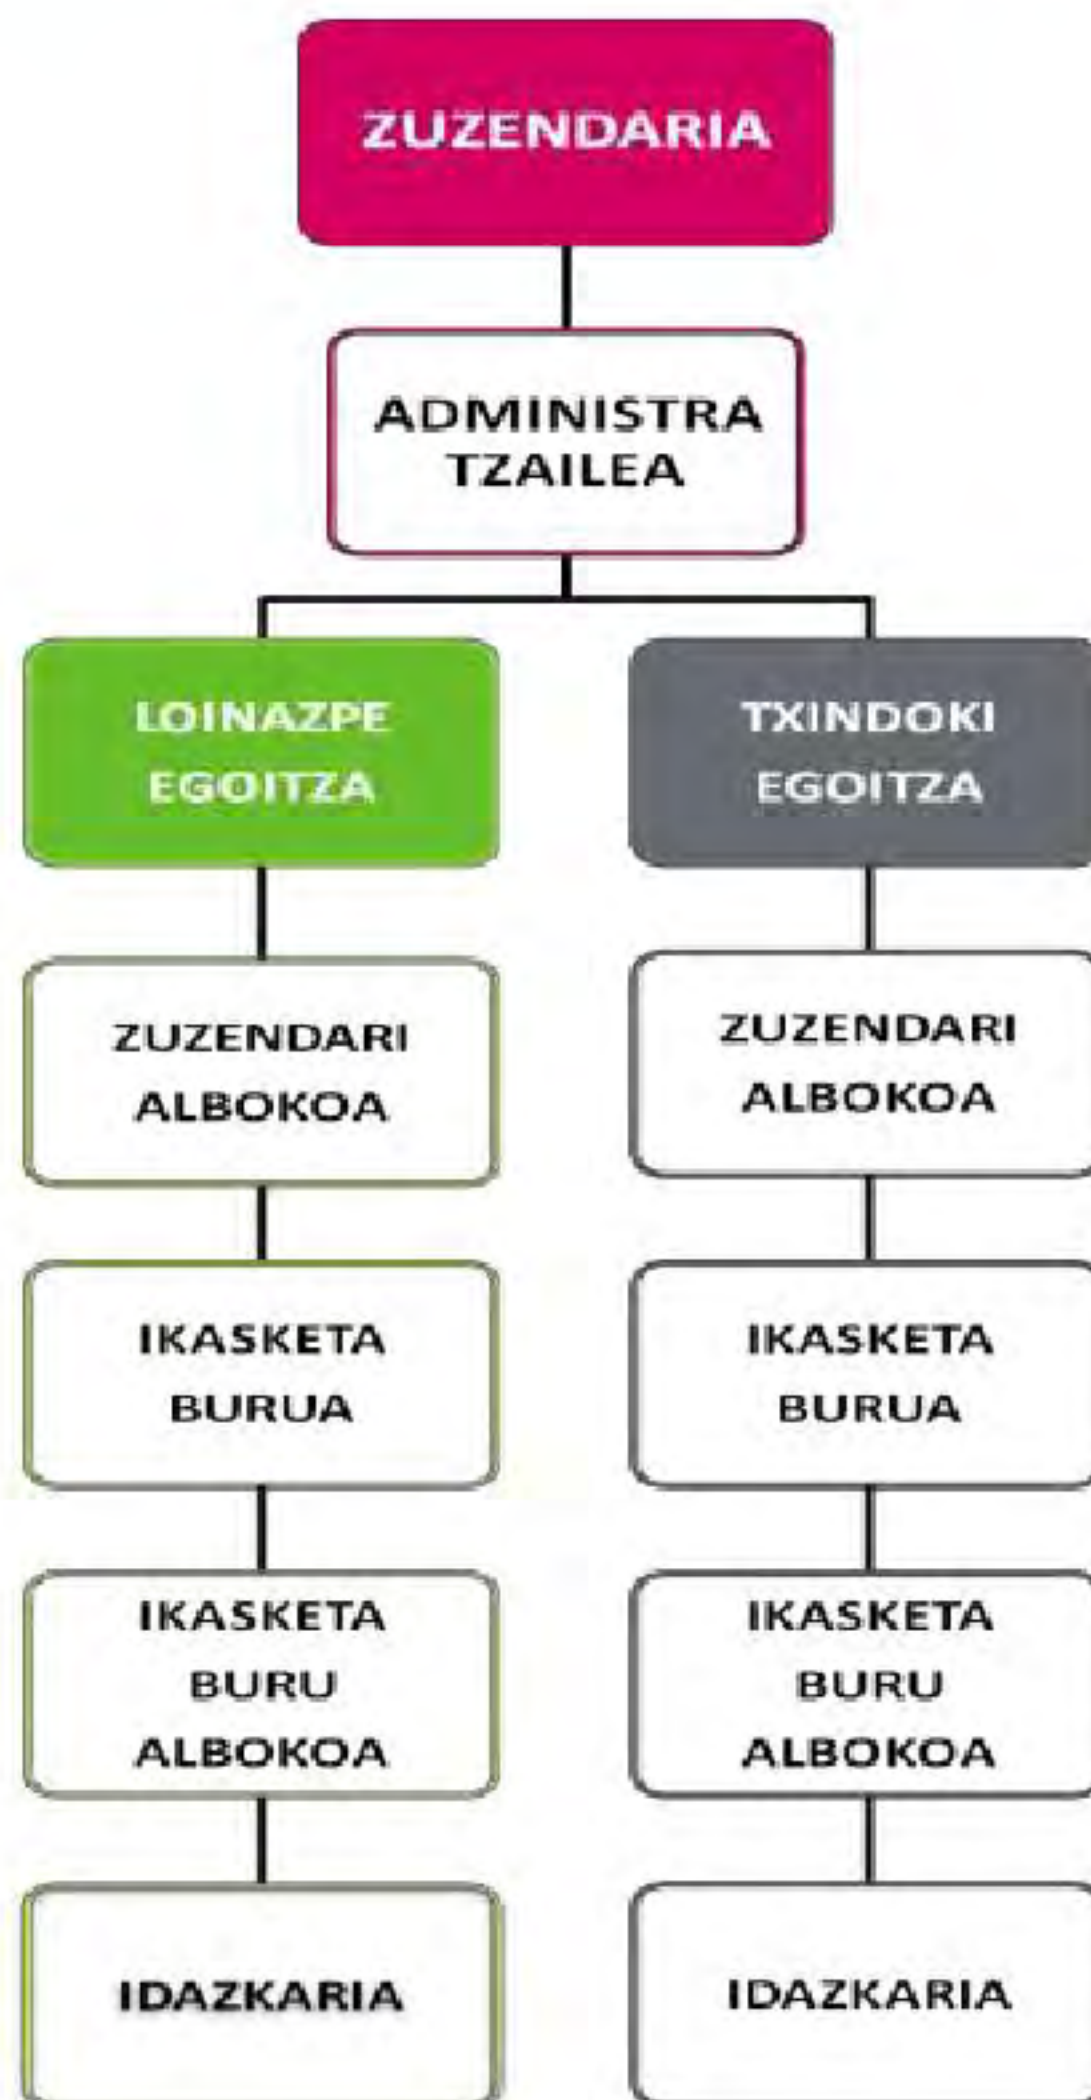 ZUZENDARIA
ADMINISTRA
TZAILEA
LOINAZPE
EGOITZA
TXINDOKI
EGOITZA
ZUZENDARI
ALBOKOA
ZUZENDARI
ALBOKOA
IKASKETA
BURUA
IKASKETA
BURUA
IKASKETA
BURU
ALBOKOA
IKASKETA
BURU
ALBOKOA
IDAZKARIA
IDAZKARIA